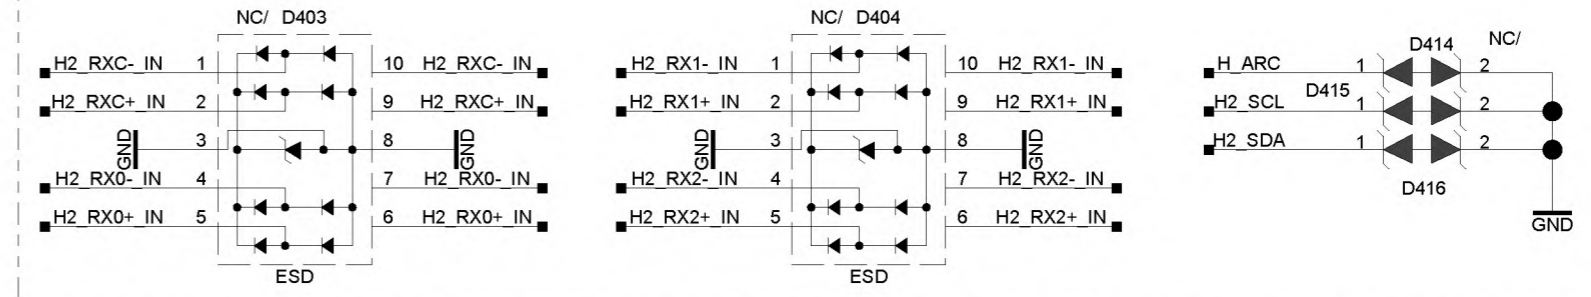 NC/ D403
H2_RXC-_IN 1 10 H2_RXC-_IN
H2_RXC+_IN 2 9 H2_RXC+_IN
GND 3 8 GND
H2_RX0-_IN 4 7 H2_RX0-_IN
H2_RX0+_IN 5 6 H2_RX0+_IN
ESD
NC/ D404
H2_RX1-_IN 1 10 H2_RX1-_IN
H2_RX1+_IN 2 9 H2_RX1+_IN
GND 3 8 GND
H2_RX2-_IN 4 7 H2_RX2-_IN
H2_RX2+_IN 5 6 H2_RX2+_IN
ESD
D414 NC/
H_ARC 1 2
D415
H2_SCL 1 2
H2_SDA 1 2
D416
GND